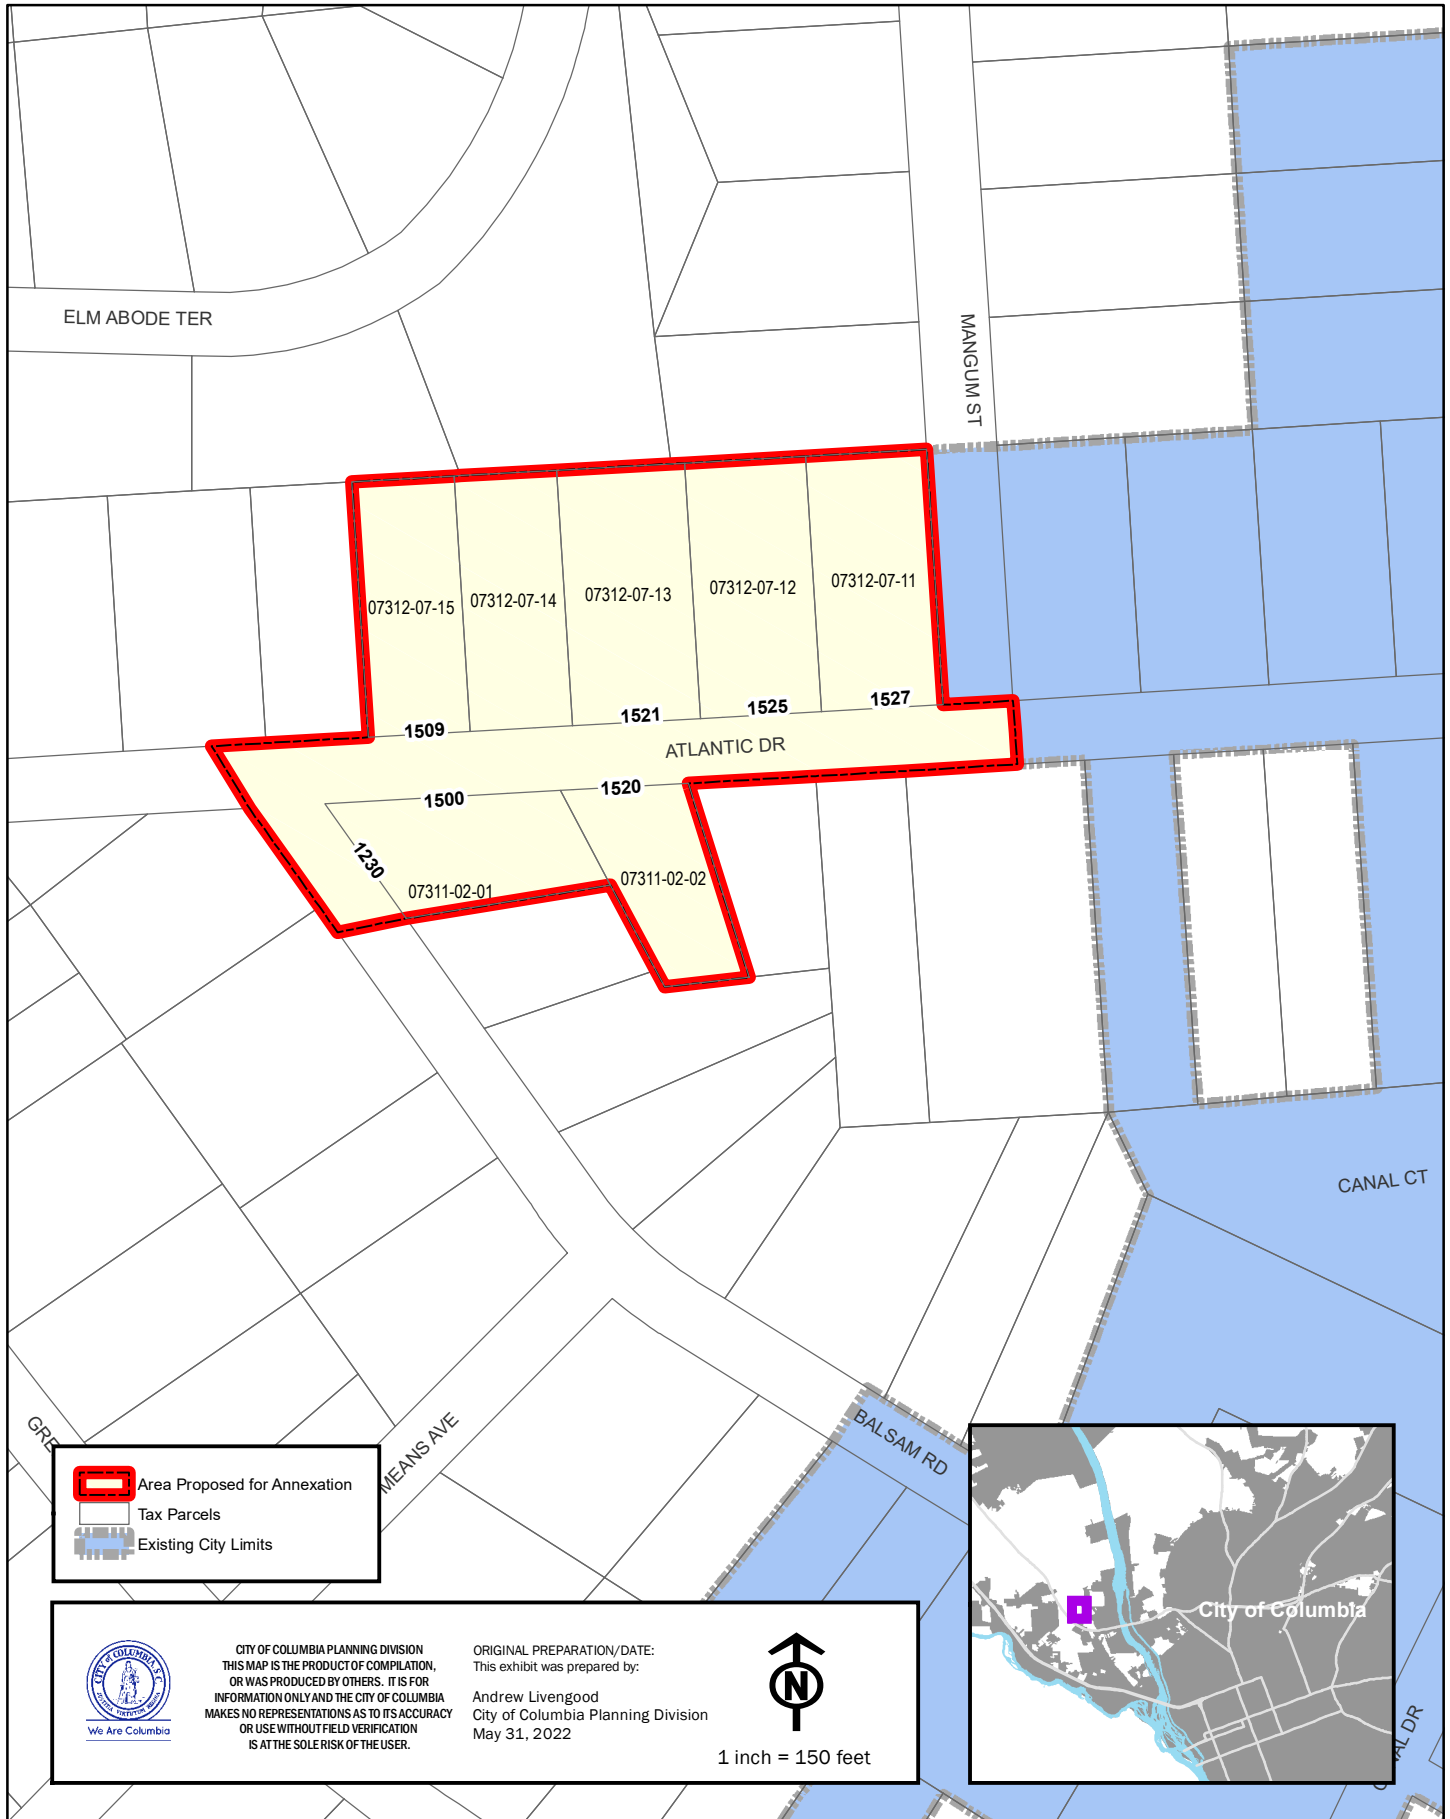 ELM ABODE TER
MANGUM ST
07312-07-15
07312-07-14
07312-07-13
07312-07-12
07312-07-11
1509
1521
1525
1527
ATLANTIC DR
1500
1520
1230
07311-02-01
07311-02-02
CANAL CT
BALSAM RD
MEANS AVE
GRE
Area Proposed for Annexation
Tax Parcels
Existing City Limits
City of Columbia
AL DR
CITY of COLUMBIA, S.C.
We Are Columbia
CITY OF COLUMBIA PLANNING DIVISION
THIS MAP IS THE PRODUCT OF COMPILATION,
OR WAS PRODUCED BY OTHERS. IT IS FOR
INFORMATION ONLY AND THE CITY OF COLUMBIA
MAKES NO REPRESENTATIONS AS TO ITS ACCURACY
OR USE WITHOUT FIELD VERIFICATION
IS AT THE SOLE RISK OF THE USER.
ORIGINAL PREPARATION/DATE:
This exhibit was prepared by:
Andrew Livengood
City of Columbia Planning Division
May 31, 2022
N
1 inch = 150 feet